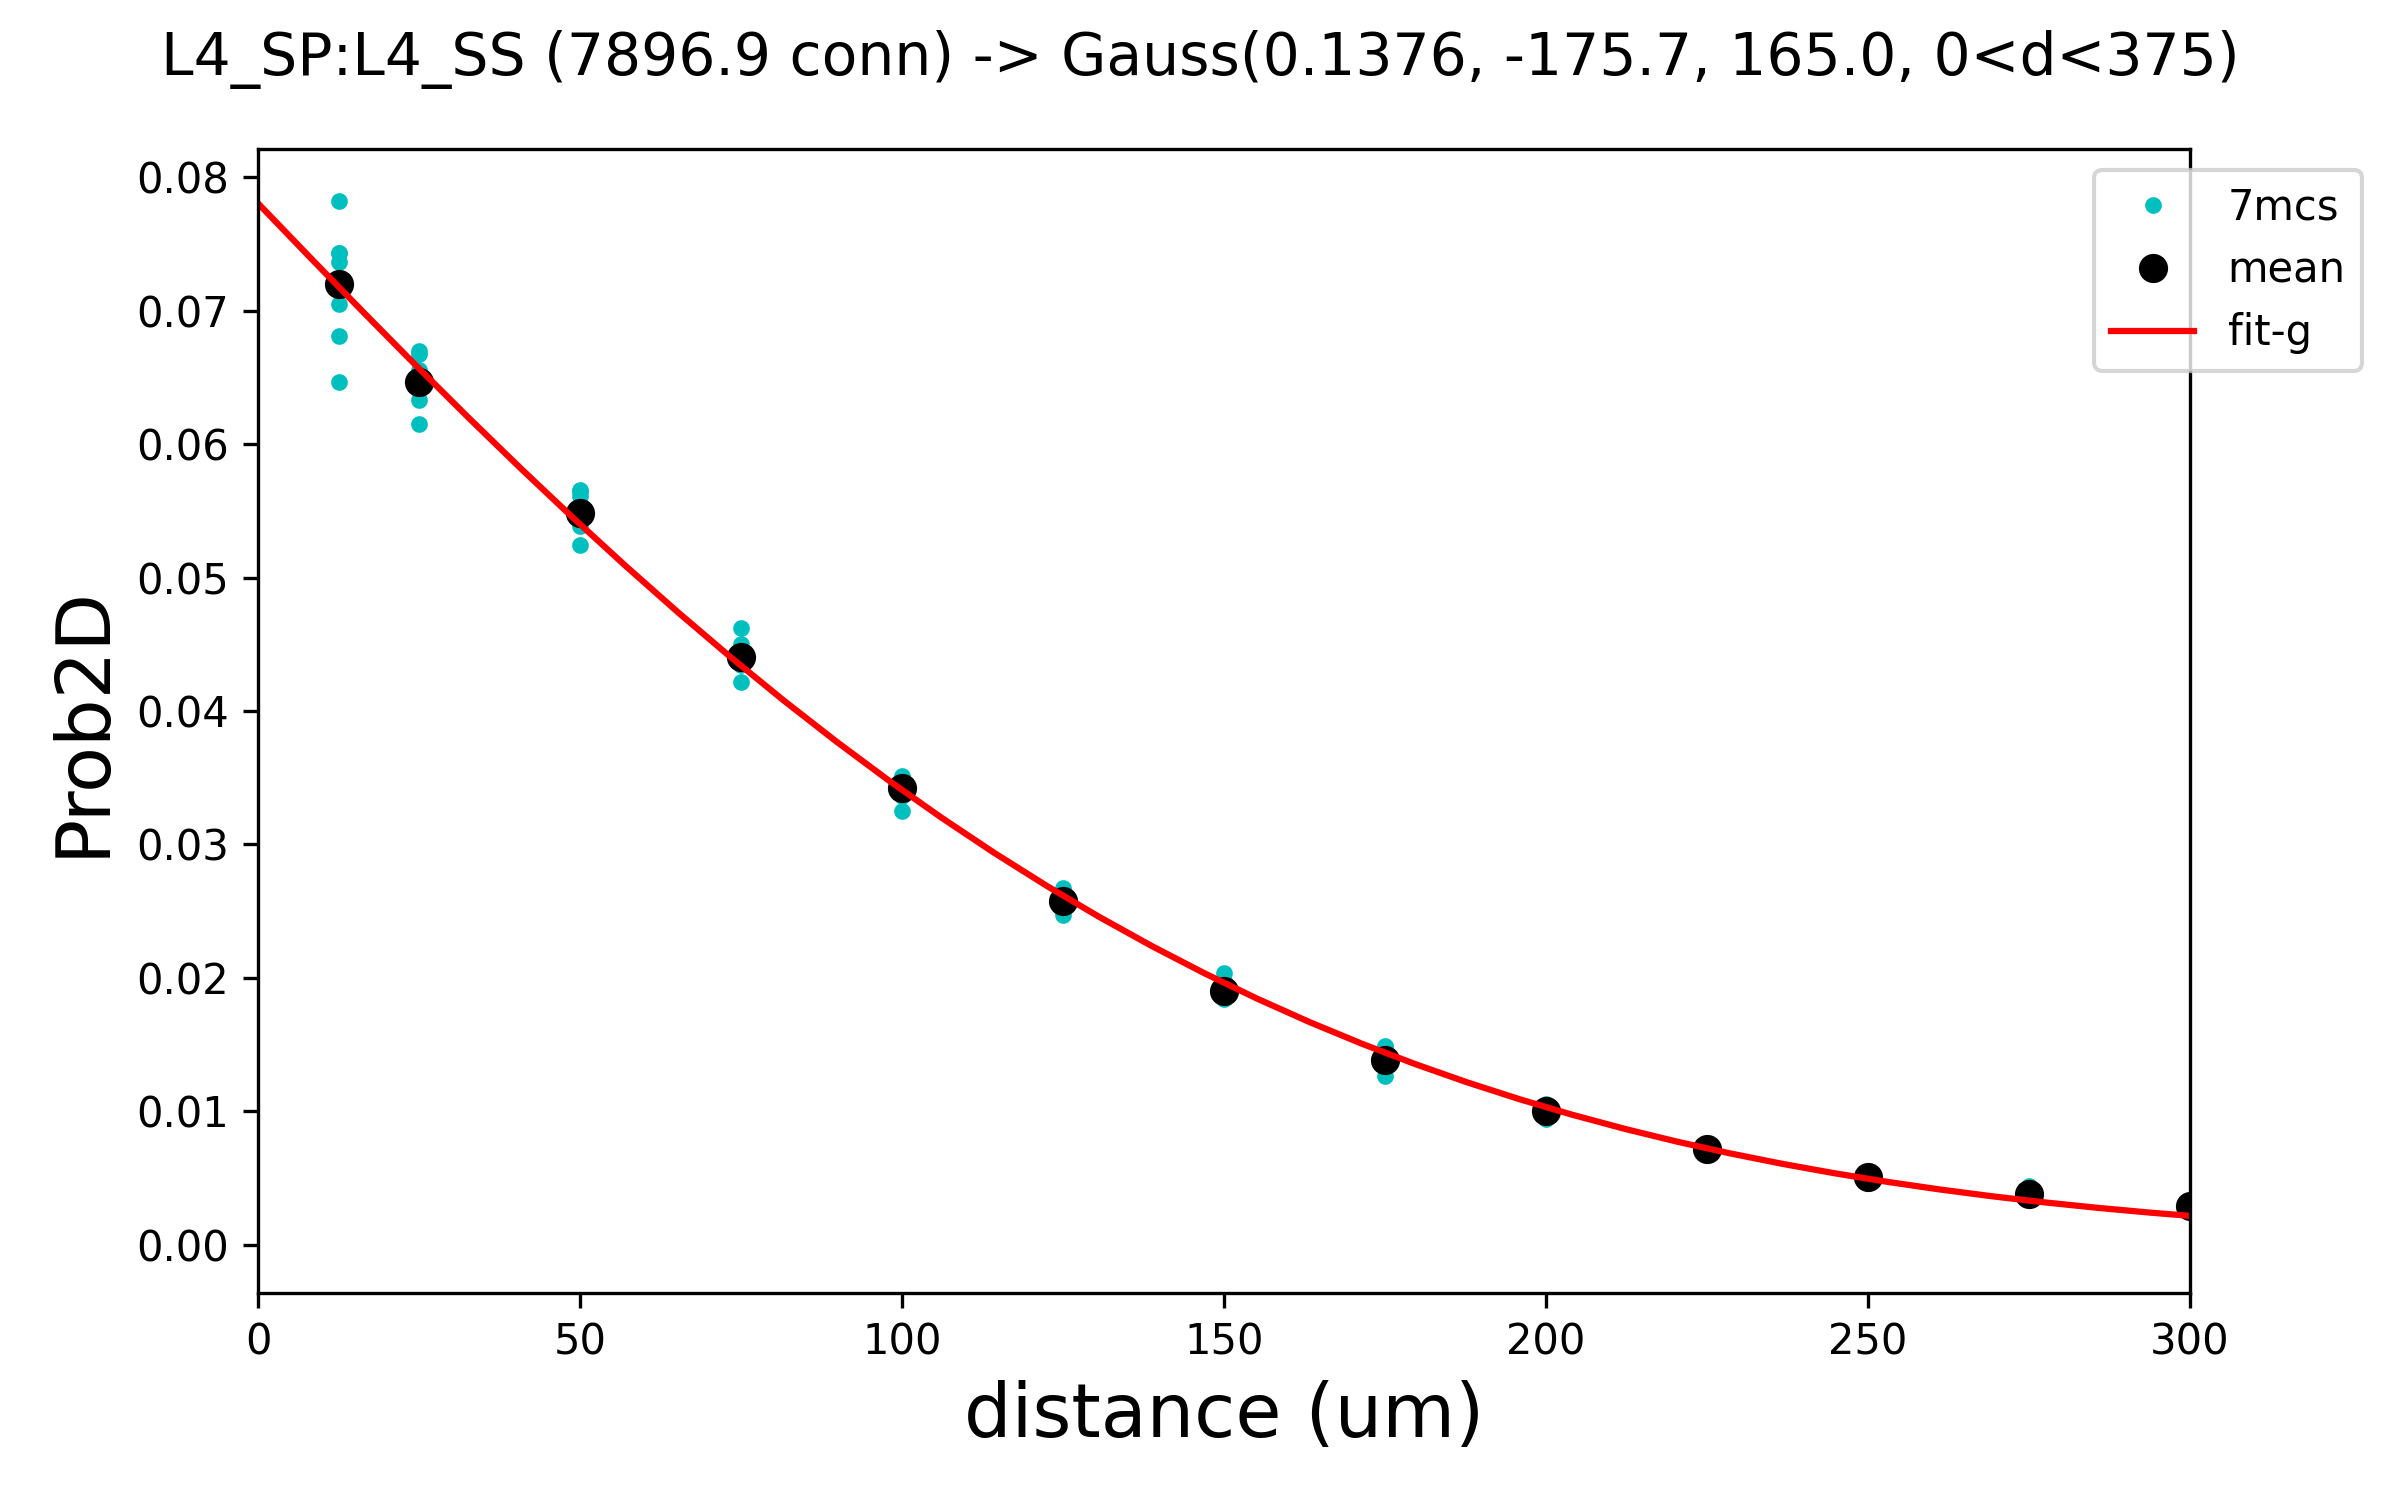 L4_SP:L4_SS (7896.9 conn) -> Gauss(0.1376, -175.7, 165.0, 0<d<375)
7mcs
mean
fit-g
Prob2D
0.08
0.07
0.06
0.05
0.04
0.03
0.02
0.01
0.00
0 50 100 150 200 250 300
distance (um)